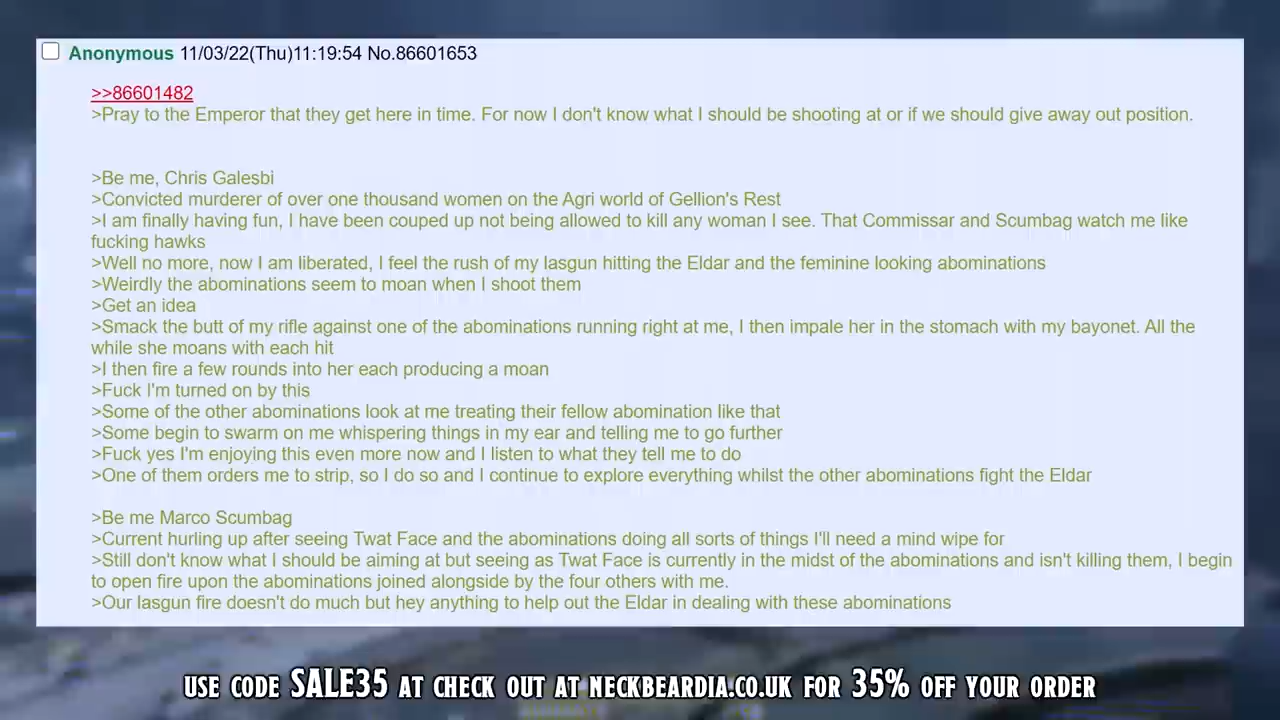 Anonymous 11/03/22(Thu)11:19:54 No.86601653
>>86601482
>Pray to the Emperor that they get here in time. For now I don't know what I should be shooting at or if we should give away out position.
>Be me, Chris Galesbi
>Convicted murderer of over one thousand women on the Agri world of Gellion's Rest
>I am finally having fun, I have been couped up not being allowed to kill any woman I see. That Commissar and Scumbag watch me like
fucking hawks
>Well no more, now I am liberated, I feel the rush of my lasgun hitting the Eldar and the feminine looking abominations
>Weirdly the abominations seem to moan when I shoot them
>Get an idea
>Smack the butt of my rifle against one of the abominations running right at me, I then impale her in the stomach with my bayonet. All the
while she moans with each hit
>I then fire a few rounds into her each producing a moan
>Fuck I'm turned on by this
>Some of the other abominations look at me treating their fellow abomination like that
>Some begin to swarm on me whispering things in my ear and telling me to go further
>Fuck yes I'm enjoying this even more now and I listen to what they tell me to do
>One of them orders me to strip, so I do so and I continue to explore everything whilst the other abominations fight the Eldar
>Be me Marco Scumbag
>Current hurling up after seeing Twat Face and the abominations doing all sorts of things I'll need a mind wipe for
>Still don't know what I should be aiming at but seeing as Twat Face is currently in the midst of the abominations and isn't killing them, I begin
to open fire upon the abominations joined alongside by the four others with me.
>Our lasgun fire doesn't do much but hey anything to help out the Eldar in dealing with these abominations
USE CODE SALE35 AT CHECK OUT AT NECKBEARDIA.CO.UK FOR 35% OFF YOUR ORDER